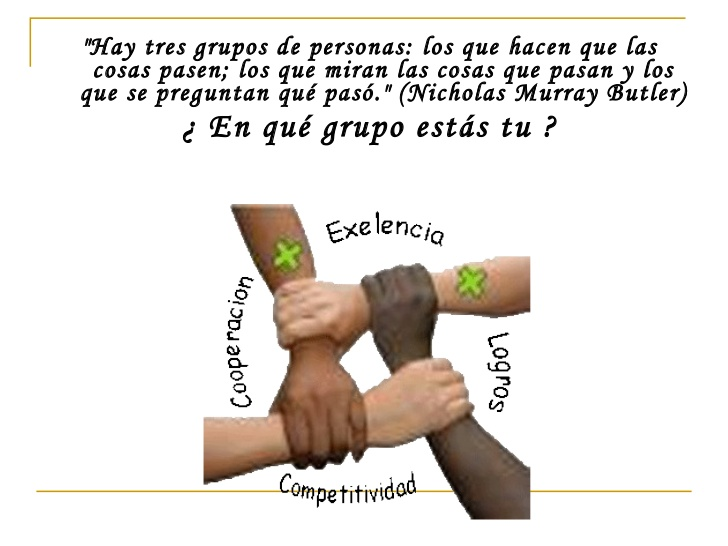 "Hay tres grupos de personas: los que hacen que las
cosas pasen; los que miran las cosas que pasan y los
que se preguntan qué pasó." (Nicholas Murray Butler)
¿ En qué grupo estás tu ?
Exelencia
Cooperacion
Logros
Competitividad